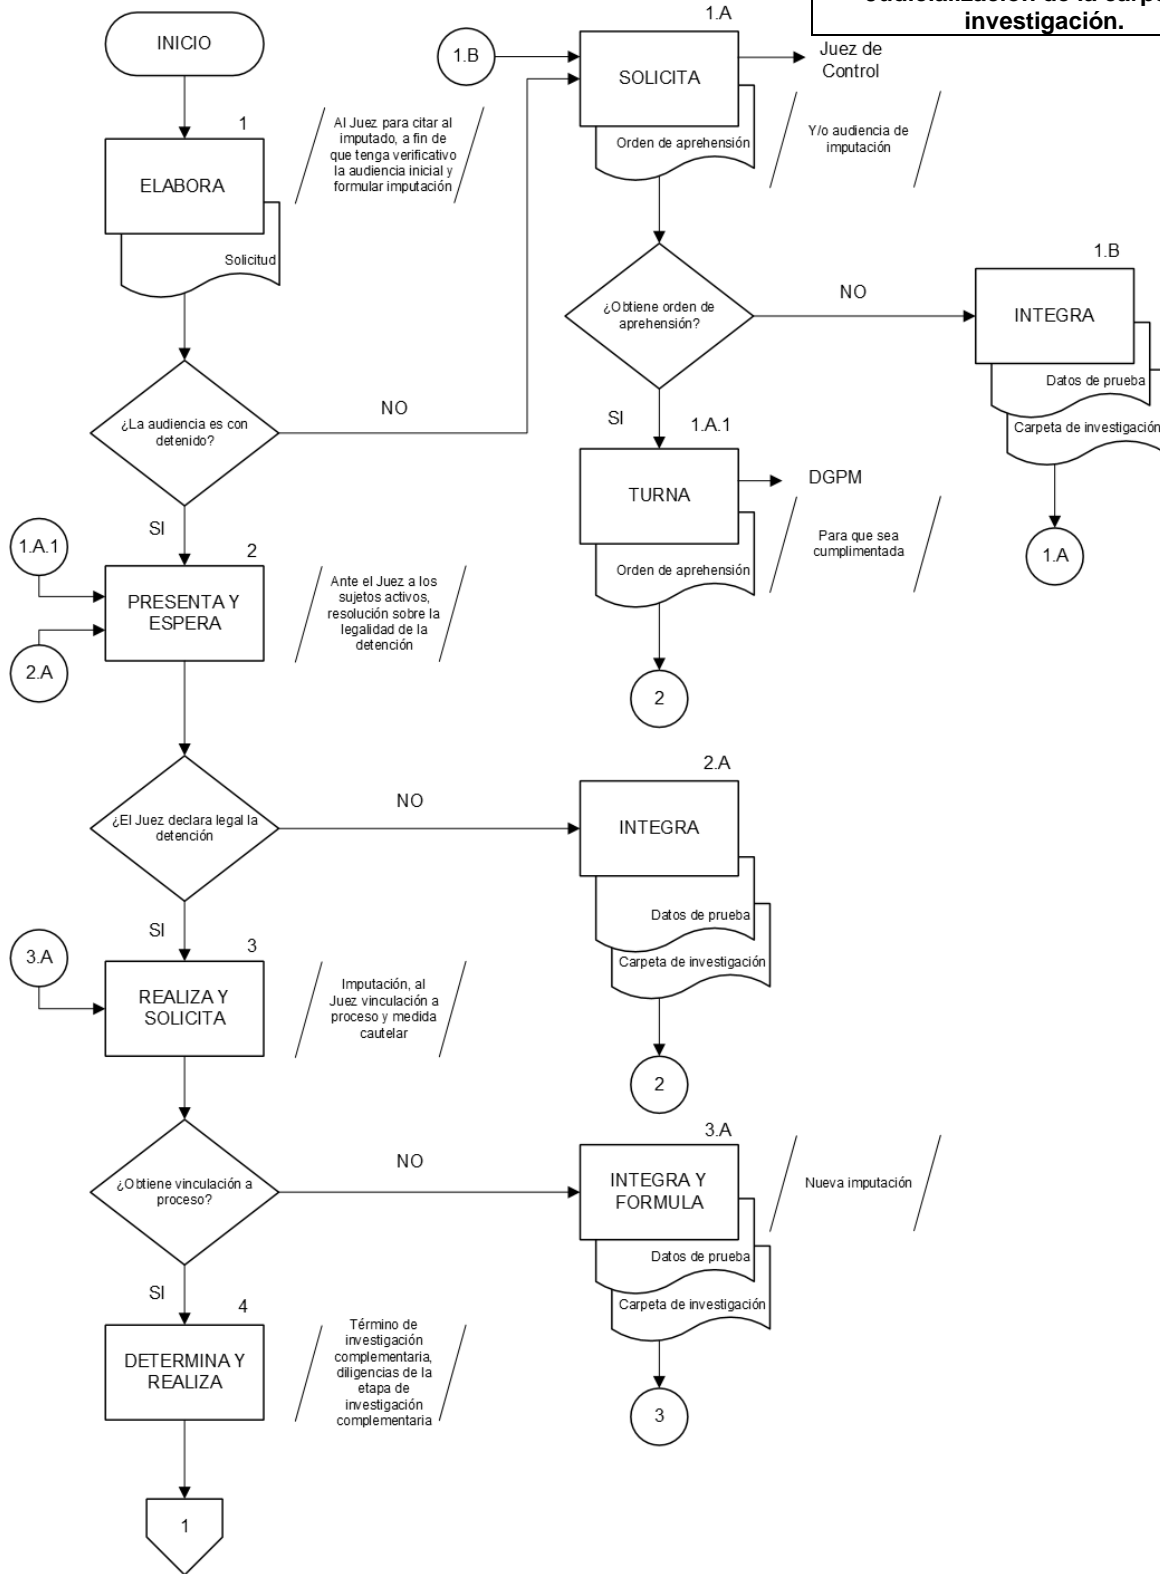 investigación.
INICIO
1
ELABORA
Solicitud
Al Juez para citar al
imputado, a fin de
que tenga verificativo
la audiencia inicial y
formular imputación
¿La audiencia es con
detenido?
NO
SI
1.B
1.A
SOLICITA
Orden de aprehensión
Juez de
Control
Y/o audiencia de
imputación
¿Obtiene orden de
aprehensión?
NO
SI
1.B
INTEGRA
Datos de prueba
Carpeta de investigación
1.A
1.A.1
TURNA
Orden de aprehensión
DGPM
Para que sea
cumplimentada
2
1.A.1
2.A
2
PRESENTA Y
ESPERA
Ante el Juez a los
sujetos activos,
resolución sobre la
legalidad de la
detención
¿El Juez declara legal la
detención
NO
SI
2.A
INTEGRA
Datos de prueba
Carpeta de investigación
2
3.A
3
REALIZA Y
SOLICITA
Imputación, al
Juez vinculación a
proceso y medida
cautelar
¿Obtiene vinculación a
proceso?
NO
SI
3.A
INTEGRA Y
FORMULA
Datos de prueba
Carpeta de investigación
Nueva imputación
3
4
DETERMINA Y
REALIZA
Término de
investigación
complementaria,
diligencias de la
etapa de
investigación
complementaria
1